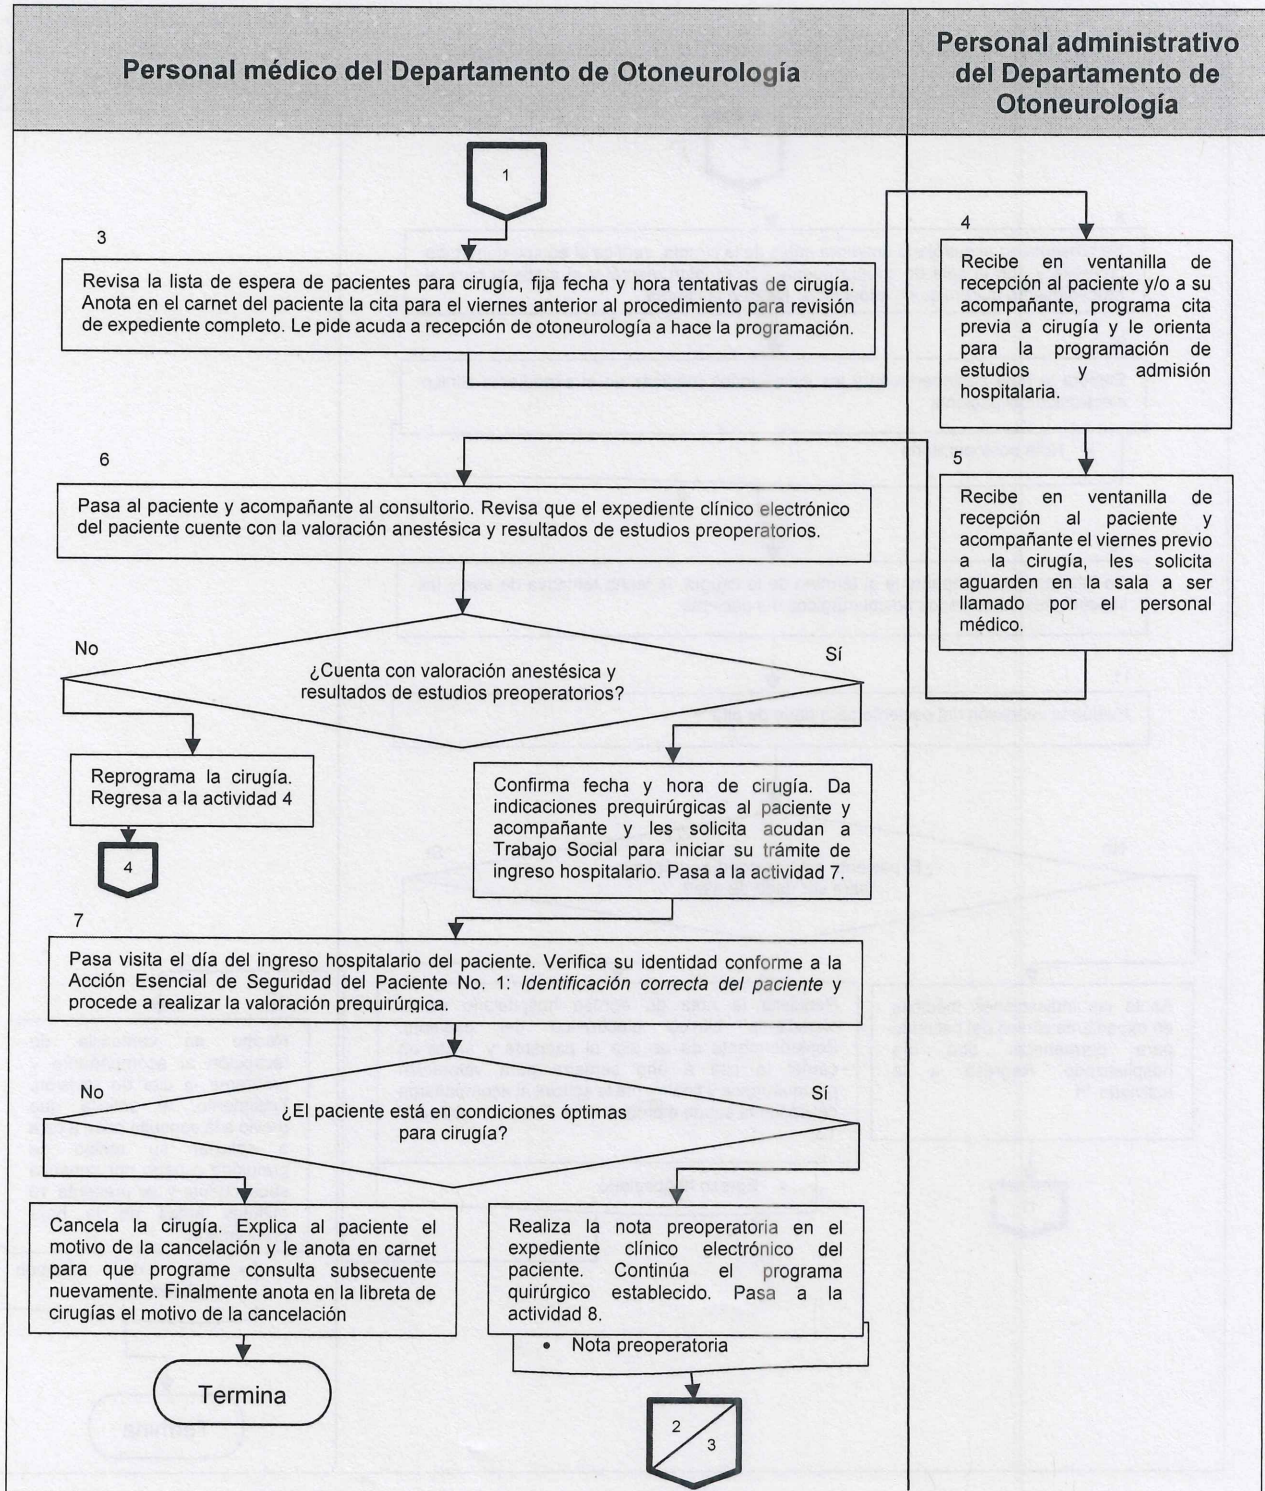 Personal médico del Departamento de Otoneurología
Personal administrativo
del Departamento de
Otoneurología
1
3
Revisa la lista de espera de pacientes para cirugía, fija fecha y hora tentativas de cirugía.
Anota en el carnet del paciente la cita para el viernes anterior al procedimiento para revisión
de expediente completo. Le pide acuda a recepción de otoneurología a hace la programación.
4
Recibe en ventanilla de
recepción al paciente y/o a su
acompañante, programa cita
previa a cirugía y le orienta
para la programación de
estudios y admisión
hospitalaria.
5
Recibe en ventanilla de
recepción al paciente y
acompañante el viernes previo
a la cirugía, les solicita
aguarden en la sala a ser
llamado por el personal
médico.
6
Pasa al paciente y acompañante al consultorio. Revisa que el expediente clínico electrónico
del paciente cuente con la valoración anestésica y resultados de estudios preoperatorios.
No
Sí
¿Cuenta con valoración anestésica y
resultados de estudios preoperatorios?
Reprograma la cirugía.
Regresa a la actividad 4
4
Confirma fecha y hora de cirugía. Da
indicaciones prequirúrgicas al paciente y
acompañante y les solicita acudan a
Trabajo Social para iniciar su trámite de
ingreso hospitalario. Pasa a la actividad 7.
7
Pasa visita el día del ingreso hospitalario del paciente. Verifica su identidad conforme a la
Acción Esencial de Seguridad del Paciente No. 1: Identificación correcta del paciente y
procede a realizar la valoración prequirúrgica.
No
Sí
¿El paciente está en condiciones óptimas
para cirugía?
Cancela la cirugía. Explica al paciente el
motivo de la cancelación y le anota en carnet
para que programe consulta subsecuente
nuevamente. Finalmente anota en la libreta de
cirugías el motivo de la cancelación
Termina
Realiza la nota preoperatoria en el
expediente clínico electrónico del
paciente. Continúa el programa
quirúrgico establecido. Pasa a la
actividad 8.
• Nota preoperatoria
2
3